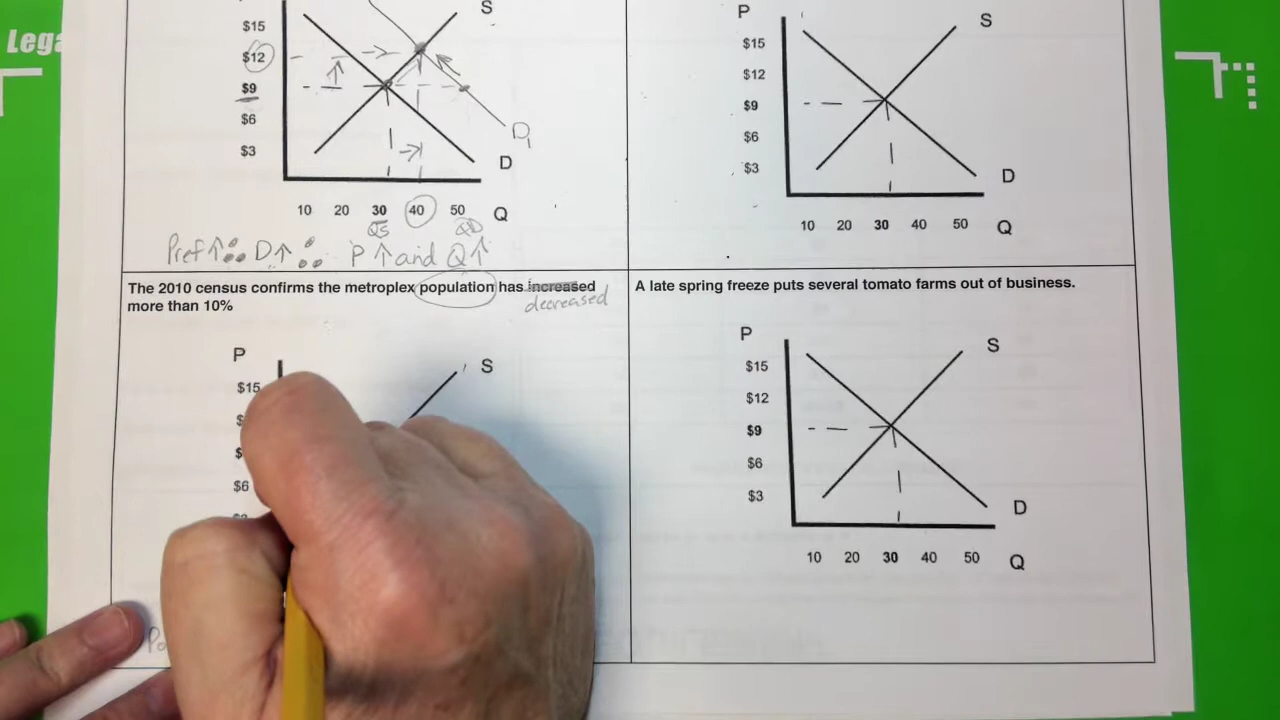 Lega
$15
$12
$9
$6
$3
S
D1
D
10 20 30 40 50 Q
QS QD
Pref ↑ ∴ D ↑ ∴ P ↑ and Q ↑
P
$15
$12
$9
$6
$3
S
D
10 20 30 40 50 Q
The 2010 census confirms the metroplex population has increased
decreased
more than 10%
P
$15
$
$
$6
S
Po
A late spring freeze puts several tomato farms out of business.
P
$15
$12
$9
$6
$3
S
D
10 20 30 40 50 Q